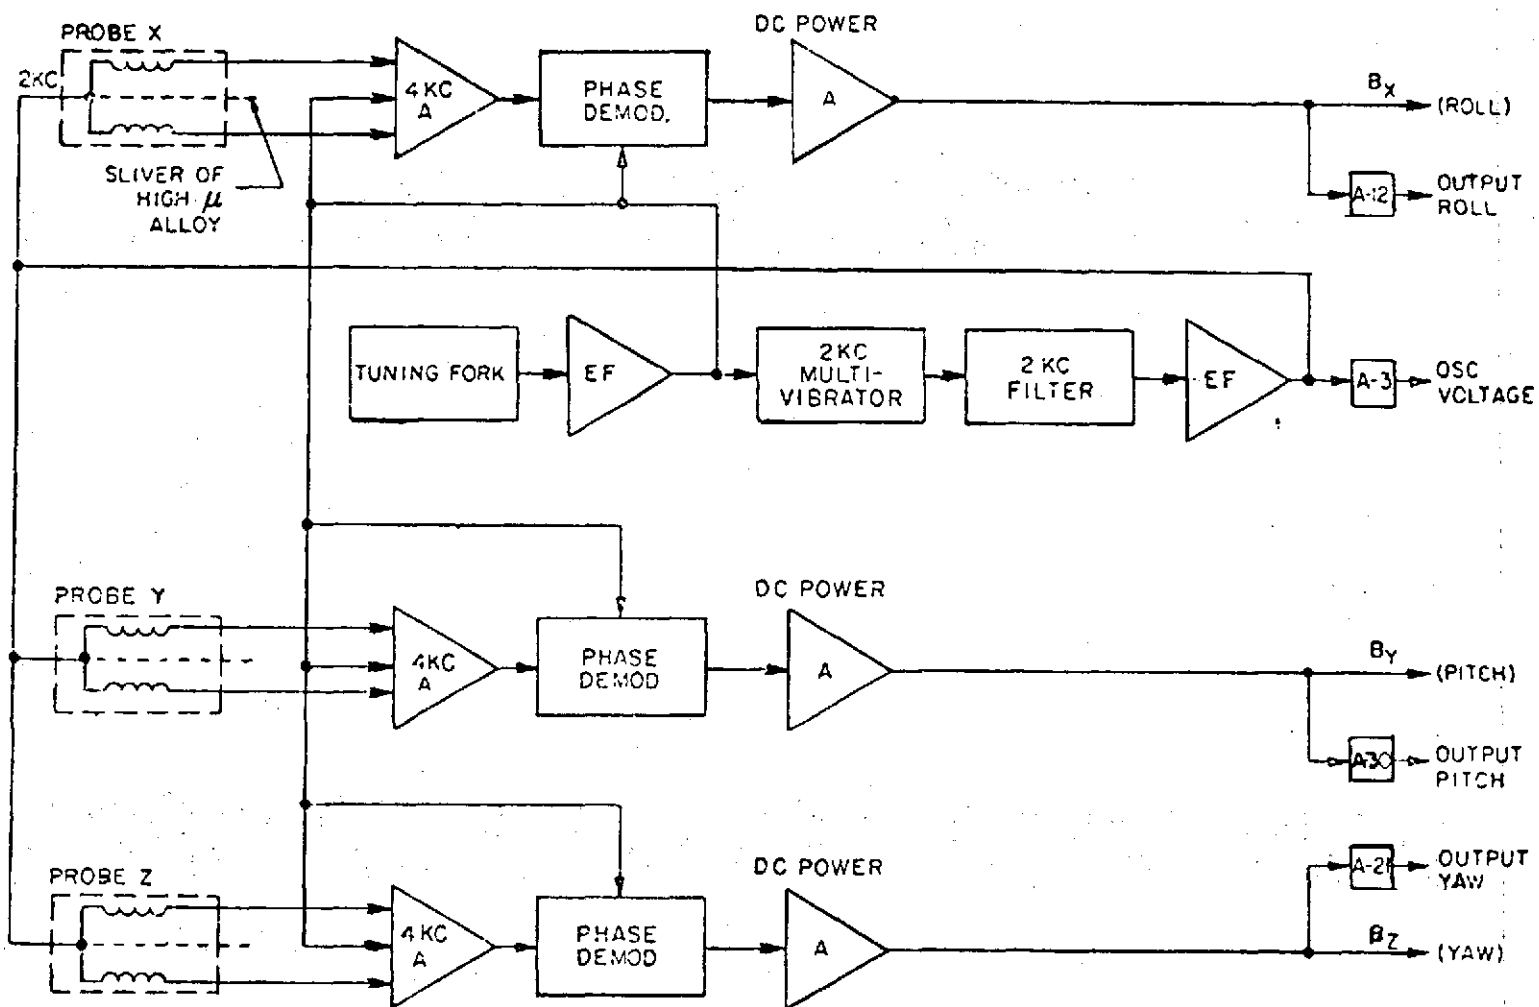 DC POWER
PROBE X
2KC
4KC
A
PHASE
DEMOD.
A
BX
(ROLL)
SLIVER OF
HIGH μ
ALLOY
A-12
OUTPUT
ROLL
TUNING FORK
EF
2KC
MULTI-
VIBRATOR
2 KC
FILTER
EF
A-3
OSC
VOLTAGE
PROBE Y
DC POWER
4KC
A
PHASE
DEMOD
A
BY
(PITCH)
A-30
OUTPUT
PITCH
PROBE Z
DC POWER
A-21
OUTPUT
YAW
4KC
A
PHASE
DEMOD
A
BZ
(YAW)